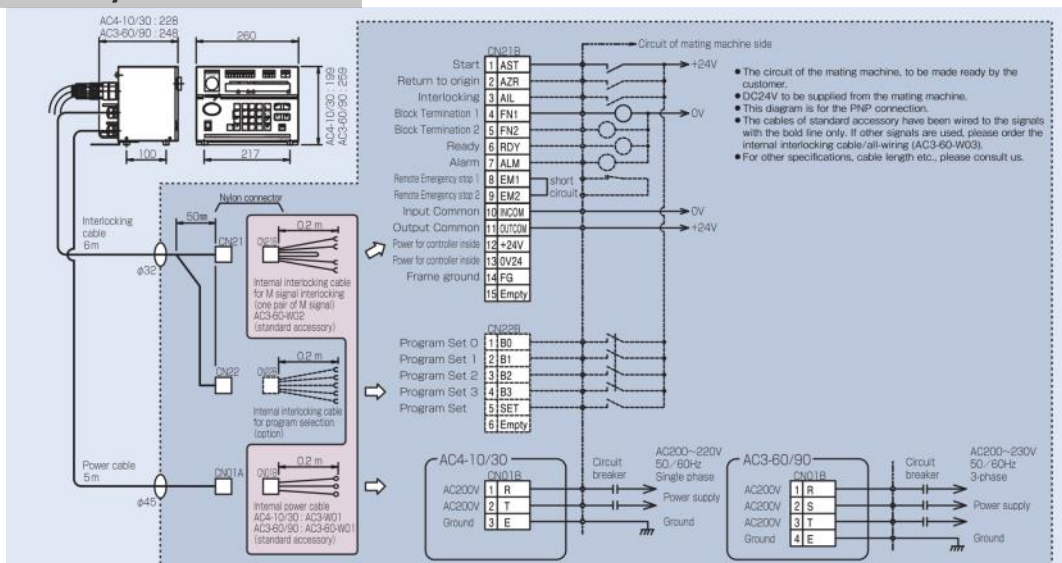 AC4-10/30 : 228
AC3-60/90 : 248
260
AC4-10/30 : 199
AC3-60/90 : 259
100
217
Interlocking
cable
6m
φ32
50mm
Nylon connector
CN21
CN21B
0.2 m
Internal interlocking cable
for M signal interlocking
(one pair of M signal)
AC3-60-W02
(standard accessory)
CN22
CN22B
0.2 m
Internal interlocking cable
for program selection
(option)
Power cable
5m
φ45
CN01A
CN01B
0.2 m
Internal power cable
AC4-10/30 : AC3-W01
AC3-60/90 : AC3-60-W01
(standard accessory)
CN21B
Circuit of mating machine side
Start 1 AST +24V
Return to origin 2 AZR
Interlocking 3 AIL
Block Termination 1 4 FN1 0V
Block Termination 2 5 FN2
Ready 6 RDY
Alarm 7 ALM
Remote Emergency stop 1 8 EM1
short
circuit
Remote Emergency stop 2 9 EM2
Input Common 10 INCOM 0V
Output Common 11 OUTCOM +24V
Power for controller inside 12 +24V
Power for controller inside 13 0V24
Frame ground 14 FG
15 Empty
CN22B
Program Set 0 1 B0
Program Set 1 2 B1
Program Set 2 3 B2
Program Set 3 4 B3
Program Set 5 SET
6 Empty
● The circuit of the mating machine, to be made ready by the
customer.
● DC24V to be supplied from the mating machine.
● This diagram is for the PNP connection.
● The cables of standard accessory have been wired to the signals
with the bold line only. If other signals are used, please order the
internal interlocking cable/all-wiring (AC3-60-W03).
● For other specifications, cable length etc., please consult us.
AC4-10/30
CN01B
AC200V 1 R
AC200V 2 T
Ground 3 E
Circuit
breaker
AC200~220V
50/60Hz
Single phase
Power supply
Ground
AC3-60/90
CN01B
AC200V 1 R
AC200V 2 S
AC200V 3 T
Ground 4 E
Circuit
breaker
AC200~230V
50/60Hz
3-phase
Power supply
Ground